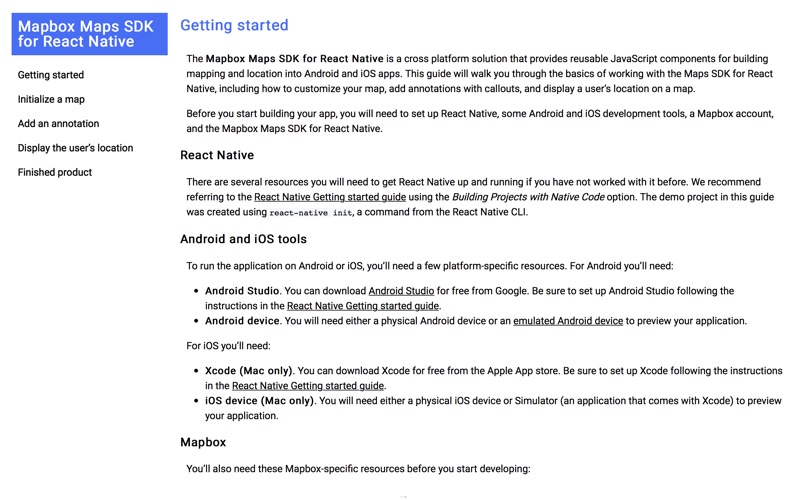 Mapbox Maps SDK
for React Native
Getting started
Initialize a map
Add an annotation
Display the user's location
Finished product
Getting started
The Mapbox Maps SDK for React Native is a cross platform solution that provides reusable JavaScript components for building
mapping and location into Android and iOS apps. This guide will walk you through the basics of working with the Maps SDK for React
Native, including how to customize your map, add annotations with callouts, and display a user's location on a map.
Before you start building your app, you will need to set up React Native, some Android and iOS development tools, a Mapbox account,
and the Mapbox Maps SDK for React Native.
React Native
There are several resources you will need to get React Native up and running if you have not worked with it before. We recommend
referring to the React Native Getting started guide using the Building Projects with Native Code option. The demo project in this guide
was created using react-native init, a command from the React Native CLI.
Android and iOS tools
To run the application on Android or iOS, you'll need a few platform-specific resources. For Android you'll need:
• Android Studio. You can download Android Studio for free from Google. Be sure to set up Android Studio following the
instructions in the React Native Getting started guide.
• Android device. You will need either a physical Android device or an emulated Android device to preview your application.
For iOS you'll need:
• Xcode (Mac only). You can download Xcode for free from the Apple App store. Be sure to set up Xcode following the instructions
in the React Native Getting started guide.
• iOS device (Mac only). You will need either a physical iOS device or Simulator (an application that comes with Xcode) to preview
your application.
Mapbox
You'll also need these Mapbox-specific resources before you start developing: